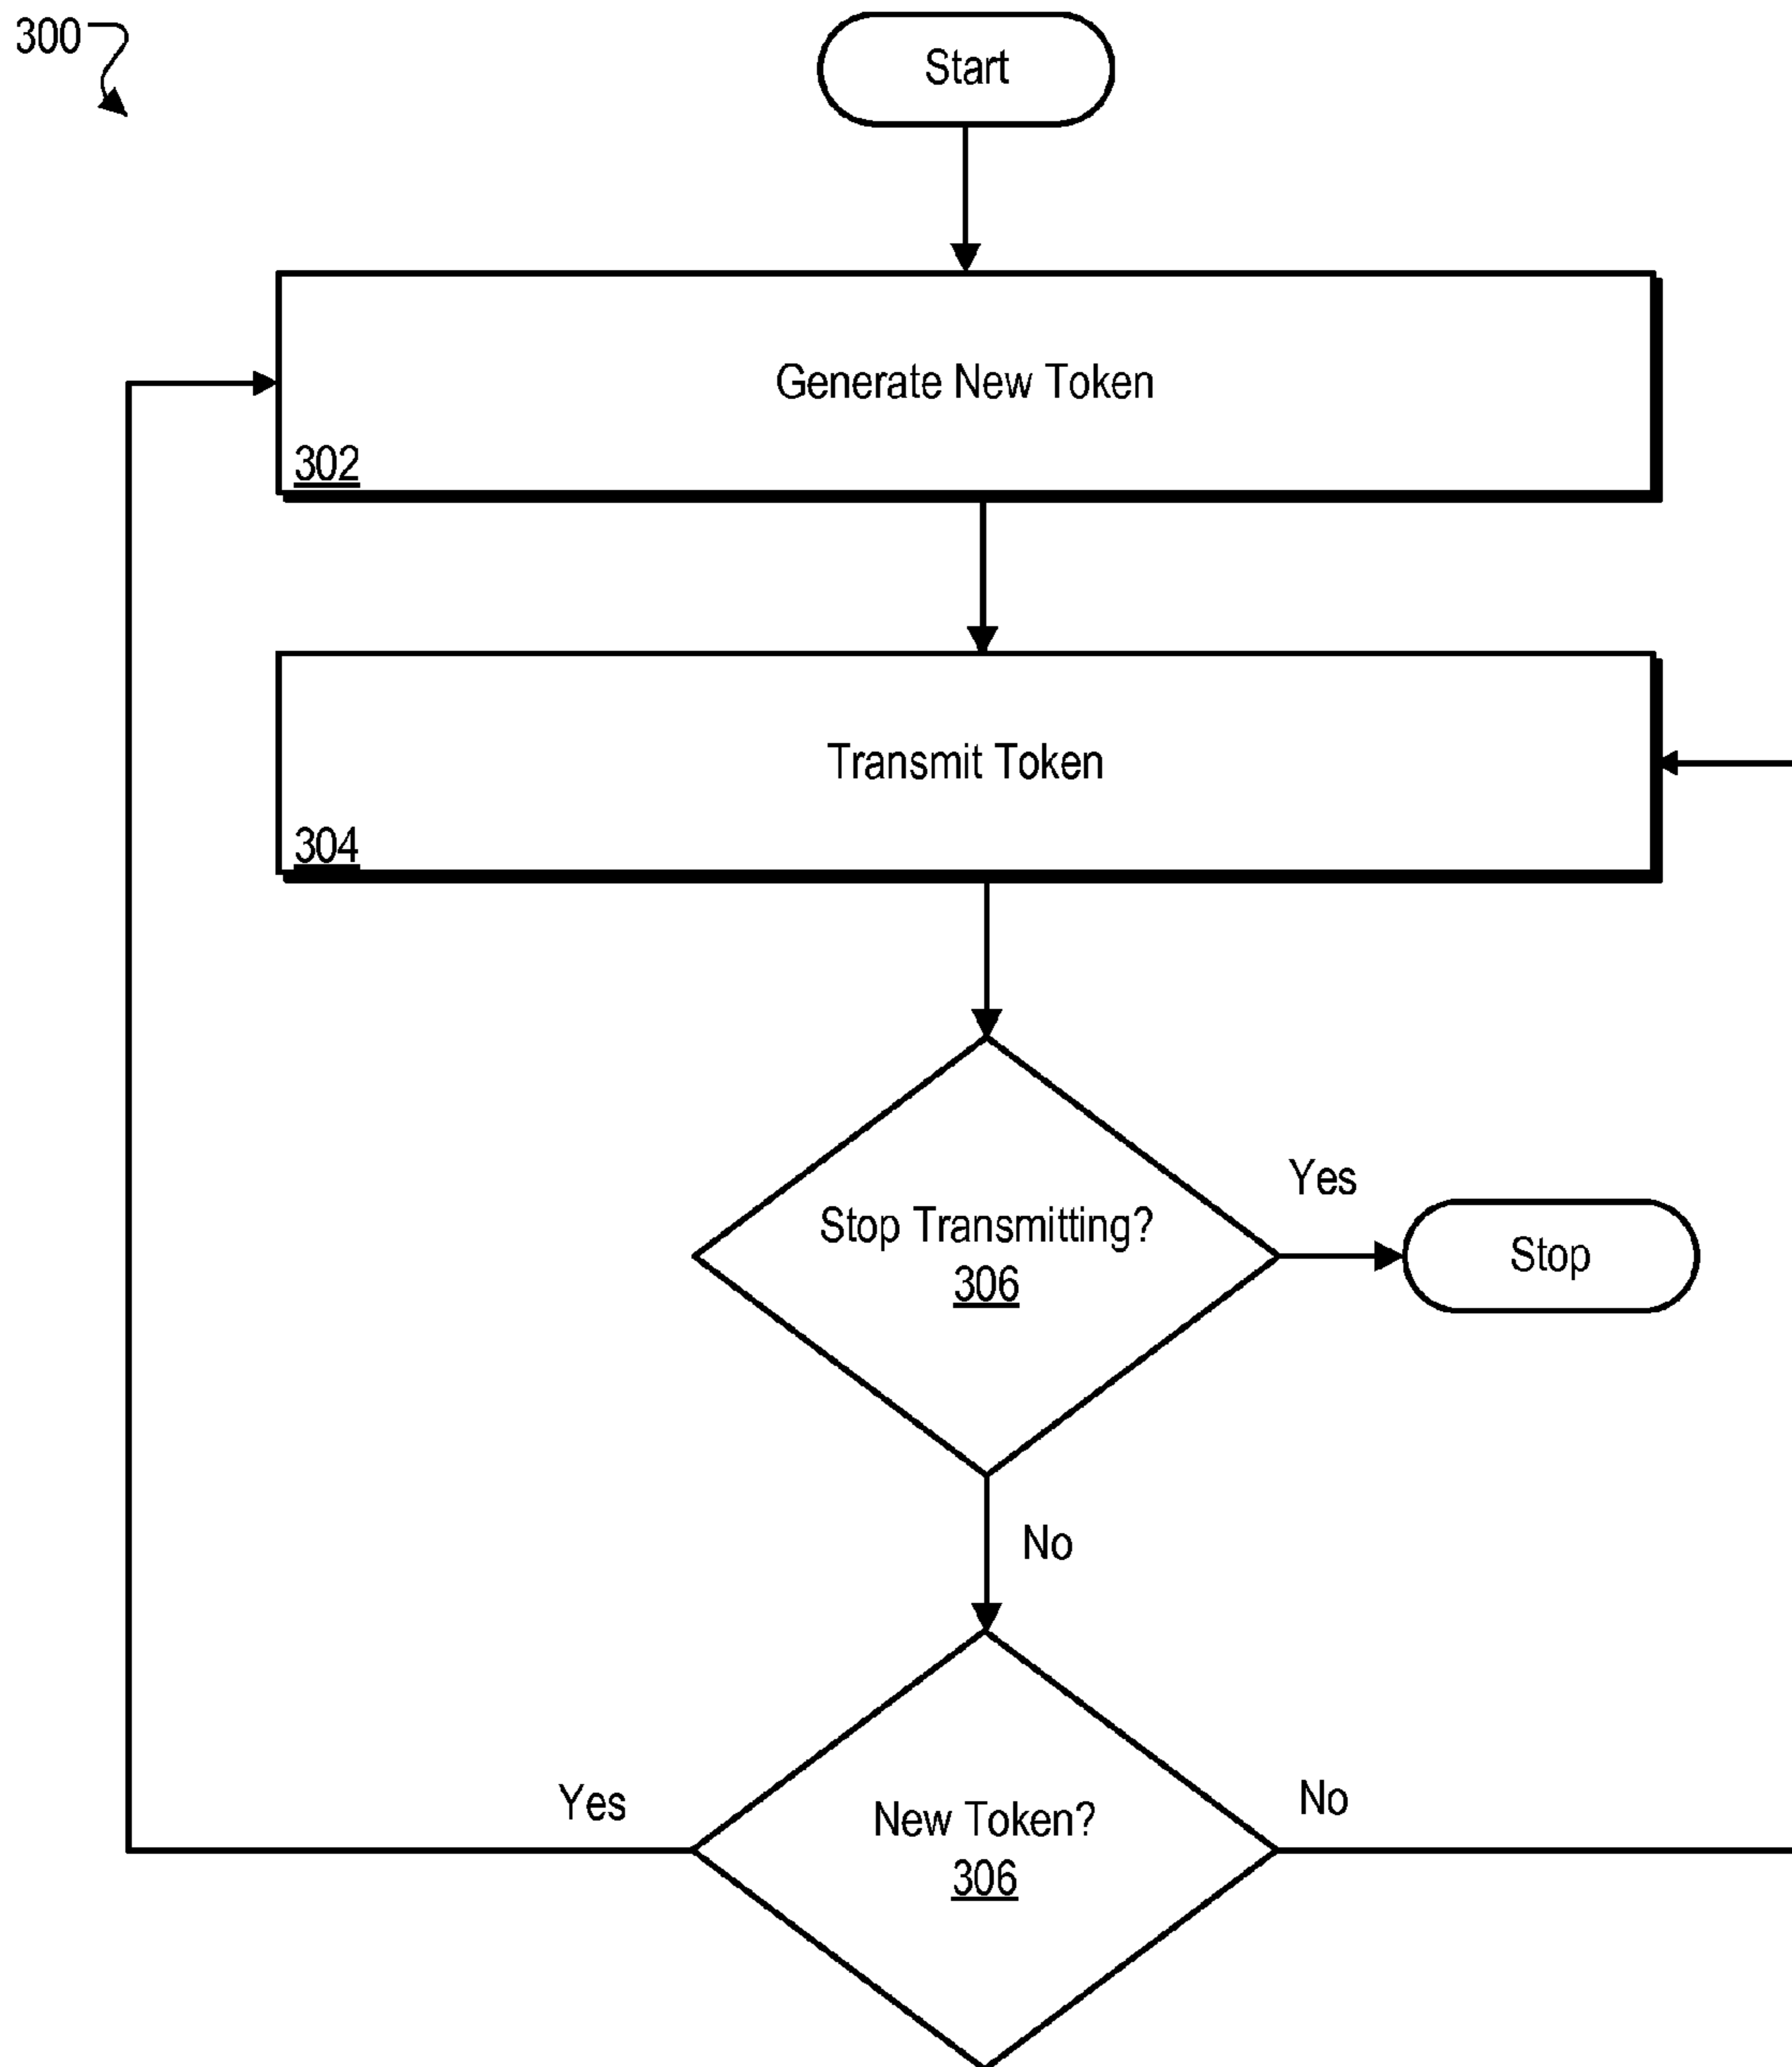 300
Start
Generate New Token
302
Transmit Token
304
Stop Transmitting?
306
Yes
Stop
No
New Token?
306
Yes
No